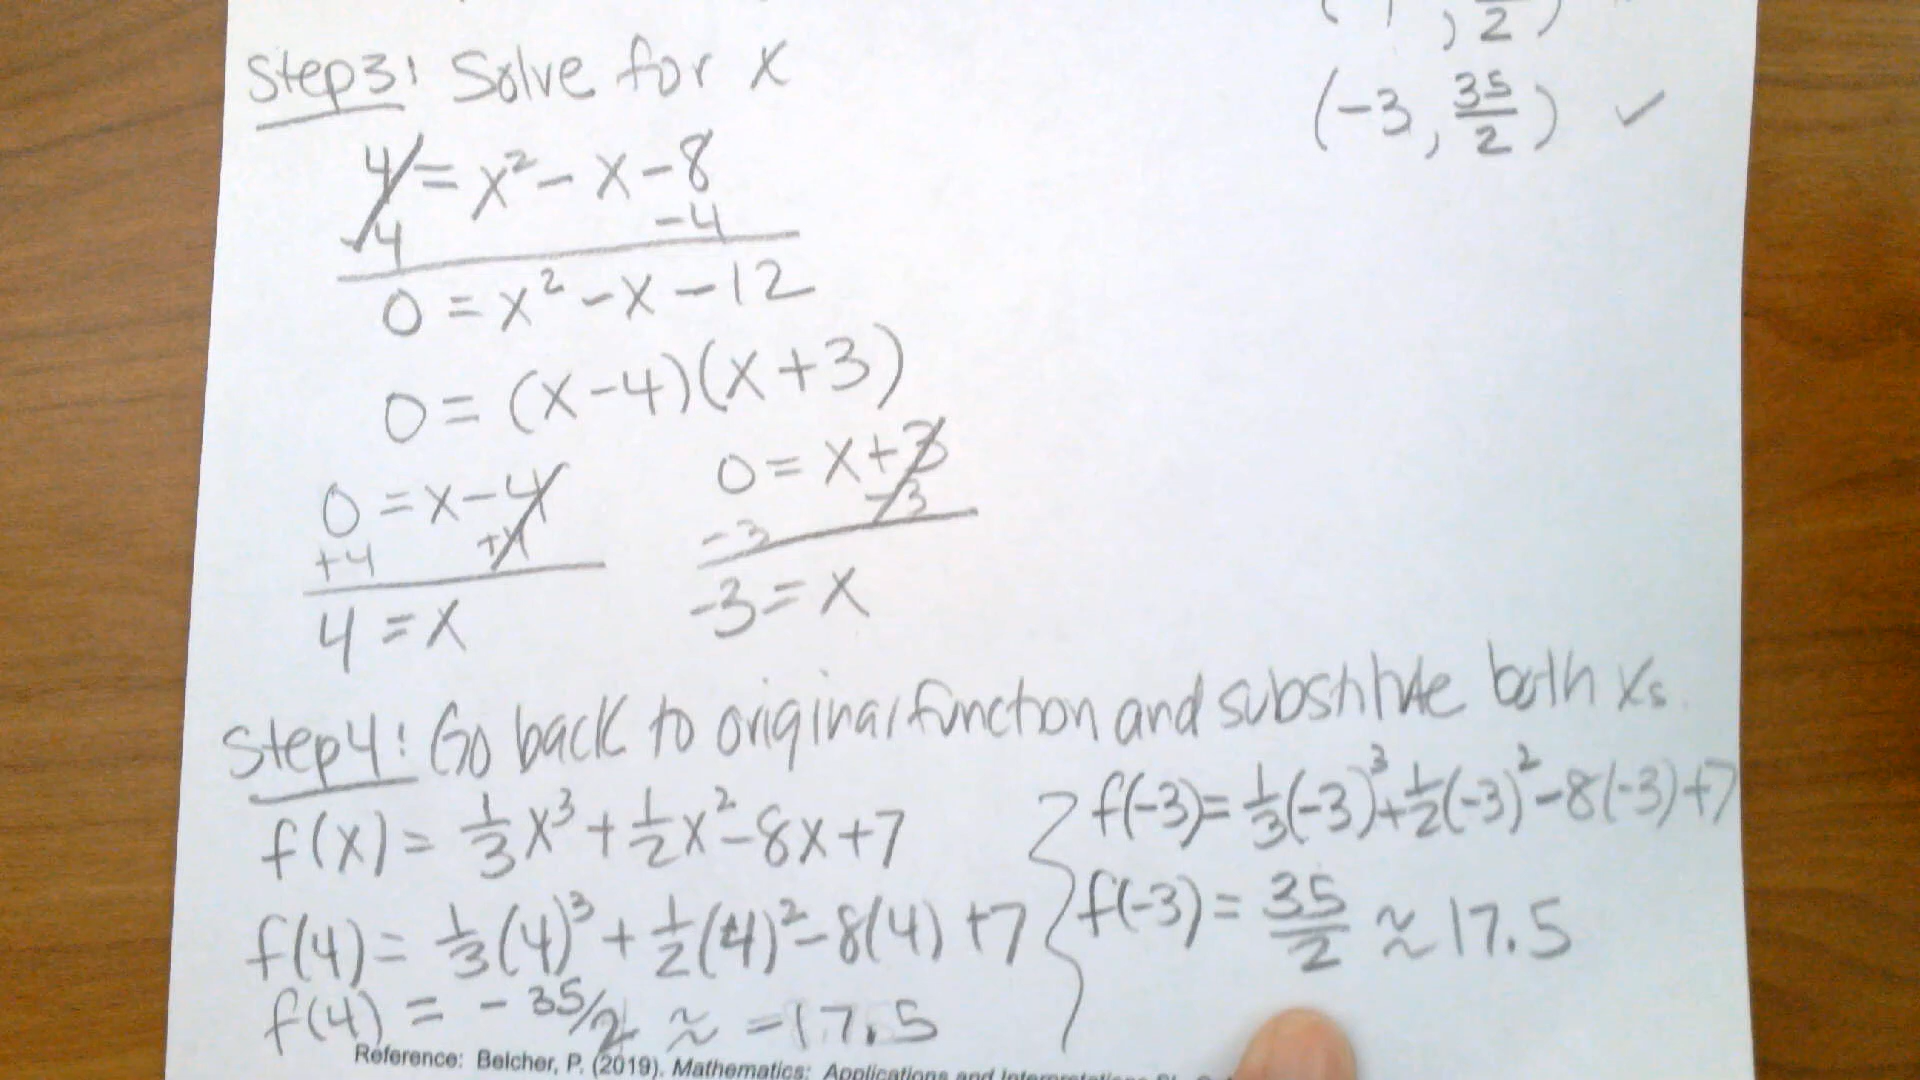 Step 3: Solve for x
(-3, 35/2) ✓
4 = x² - x - 8
-4 -4
0 = x² - x - 12
0 = (x-4)(x+3)
0 = x-4
+4 +4
4 = x
0 = x+3
-3 -3
-3 = x
Step 4: Go back to original function and substitute both xs.
f(x) = 1/3x³ + 1/2x² - 8x + 7
f(4) = 1/3(4)³ + 1/2(4)² - 8(4) + 7
f(4) = -35/2 ≈ -17.5
f(-3) = 1/3(-3)³ + 1/2(-3)² - 8(-3) + 7
f(-3) = 35/2 ≈ 17.5
Reference: Belcher, P. (2019). Mathematics: Applications and